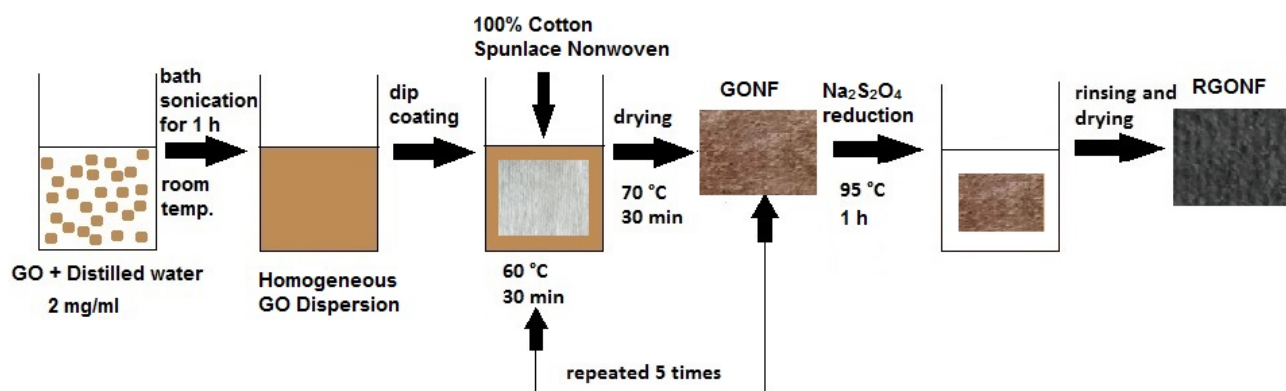 GO + Distilled water
2 mg/ml
bath
sonication
for 1 h
room
temp.
Homogeneous
GO Dispersion
dip
coating
100% Cotton
Spunlace Nonwoven
60 °C
30 min
drying
70 °C
30 min
GONF
repeated 5 times
Na₂S₂O₄
reduction
95 °C
1 h
rinsing and
drying
RGONF